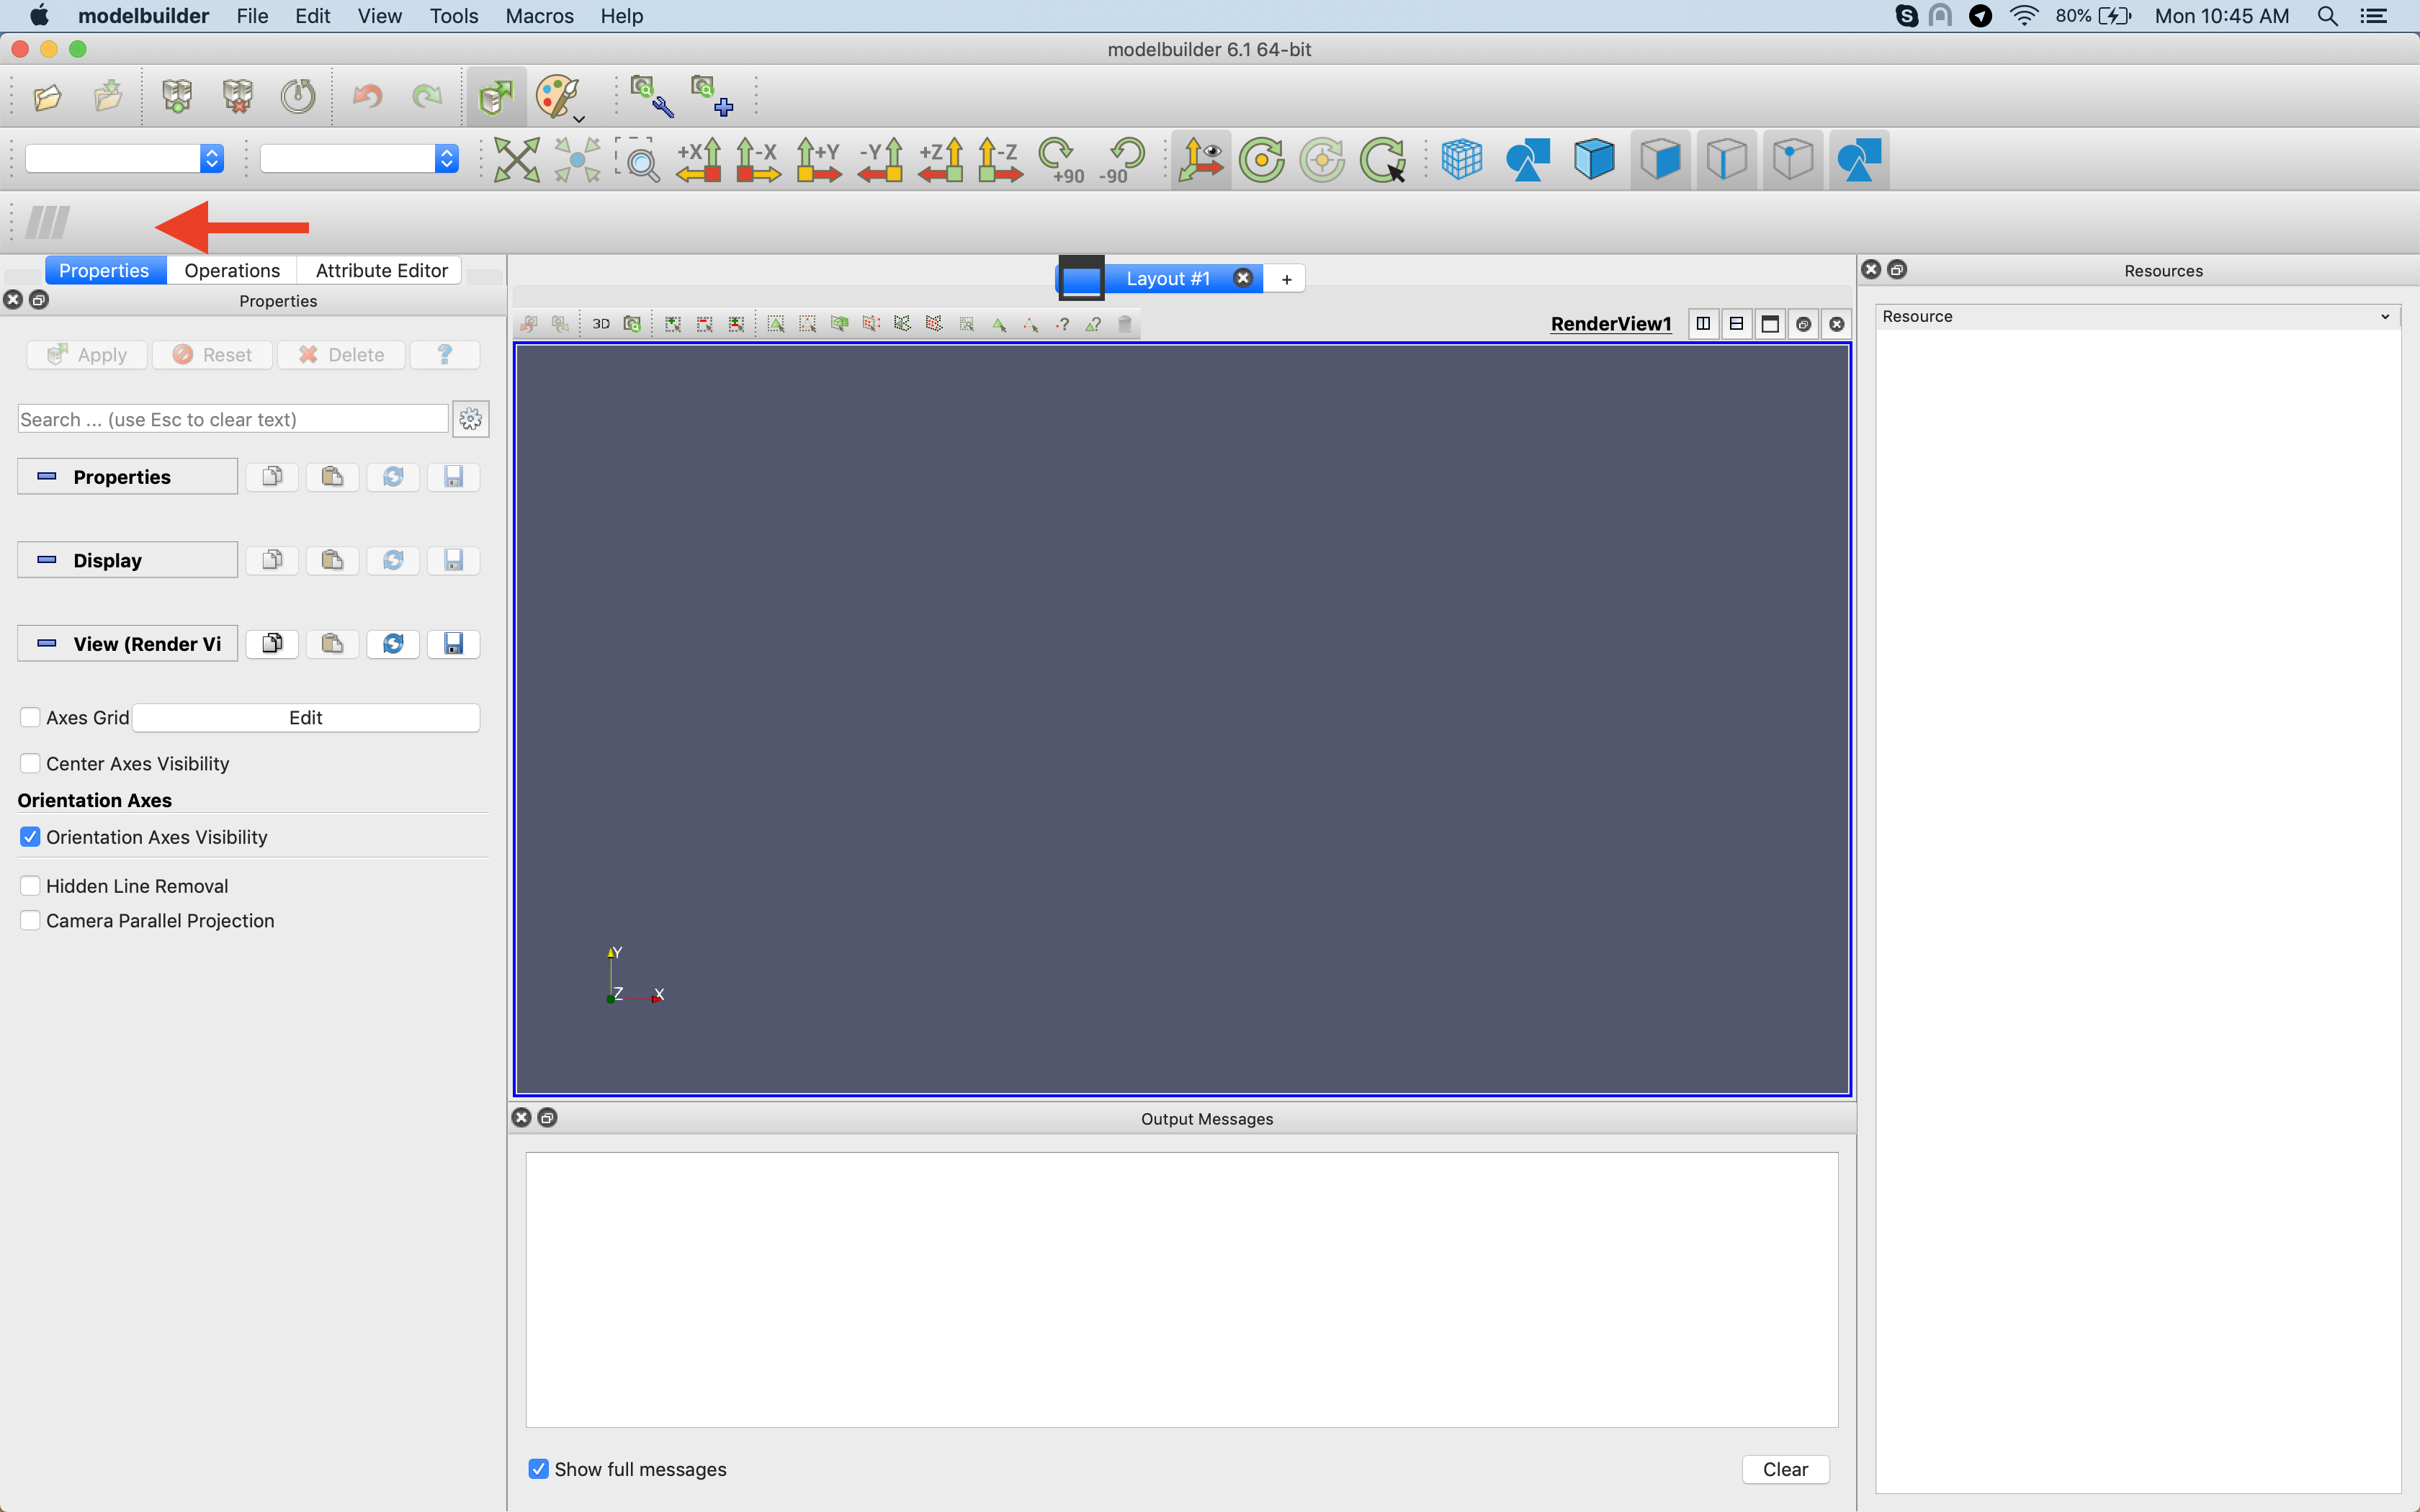 modelbuilder File Edit View Tools Macros Help 80% Mon 10:45 AM
modelbuilder 6.1 64-bit
+X -X +Y -Y +Z -Z +90 -90
Properties Operations Attribute Editor
Properties
Apply Reset Delete ?
Search ... (use Esc to clear text)
Properties
Display
View (Render Vi
Axes Grid Edit
Center Axes Visibility
Orientation Axes
Orientation Axes Visibility
Hidden Line Removal
Camera Parallel Projection
Layout #1 +
3D ? ? RenderView1
Y
Z X
Output Messages
Show full messages Clear
Resources
Resource